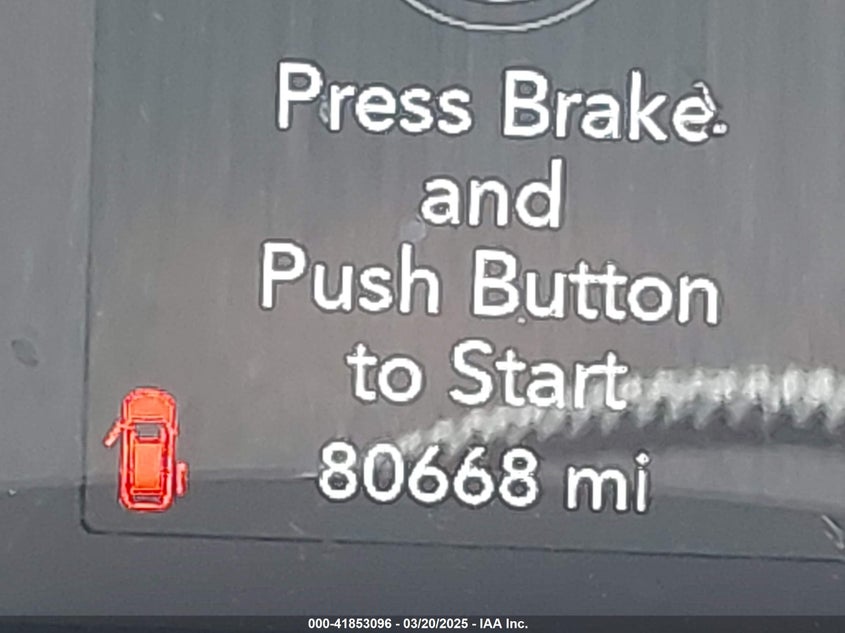 Press Brake
and
Push Button
to Start
80668 mi
000-41853096 - 03/20/2025 - IAA Inc.